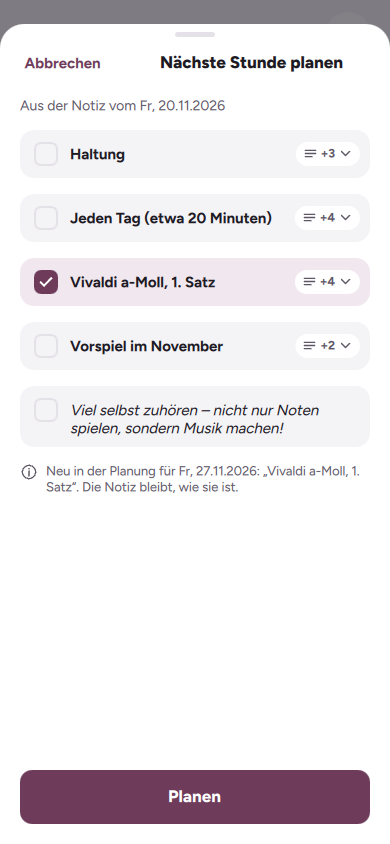 Abbrechen
Nächste Stunde planen
Aus der Notiz vom Fr, 20.11.2026
Haltung
+3
Jeden Tag (etwa 20 Minuten)
+4
Vivaldi a-Moll, 1. Satz
+4
Vorspiel im November
+2
Viel selbst zuhören – nicht nur Noten
spielen, sondern Musik machen!
Neu in der Planung für Fr, 27.11.2026: „Vivaldi a-Moll, 1.
Satz“. Die Notiz bleibt, wie sie ist.
Planen